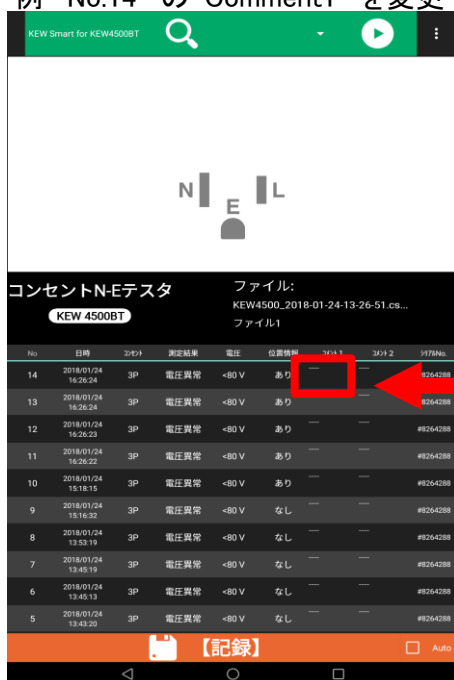 例 No.14 の Comment1 を変更
KEW Smart for KEW4500BT
N E L
コンセントN-Eテスタ
KEW 4500BT
ファイル:
KEW4500_2018-01-24-13-26-51.cs...
ファイル1
No 日時 コンセント 測定結果 電圧 位置情報 コメント1 コメント2 シリアルNo.
14 2018/01/24 16:26:24 3P 電圧異常 <80 V あり ---- ---- #8264288
13 2018/01/24 16:26:24 3P 電圧異常 <80 V あり #8264288
12 2018/01/24 16:26:23 3P 電圧異常 <80 V あり ---- ---- #8264288
11 2018/01/24 16:26:22 3P 電圧異常 <80 V あり ---- ---- #8264288
10 2018/01/24 15:18:15 3P 電圧異常 <80 V あり ---- ---- #8264288
9 2018/01/24 15:16:32 3P 電圧異常 <80 V なし ---- ---- #8264288
8 2018/01/24 13:53:19 3P 電圧異常 <80 V なし ---- ---- #8264288
7 2018/01/24 13:45:19 3P 電圧異常 <80 V なし ---- ---- #8264288
6 2018/01/24 13:45:13 3P 電圧異常 <80 V なし ---- ---- #8264288
5 2018/01/24 13:43:20 3P 電圧異常 <80 V なし ---- ---- #8264288
【記録】
Auto